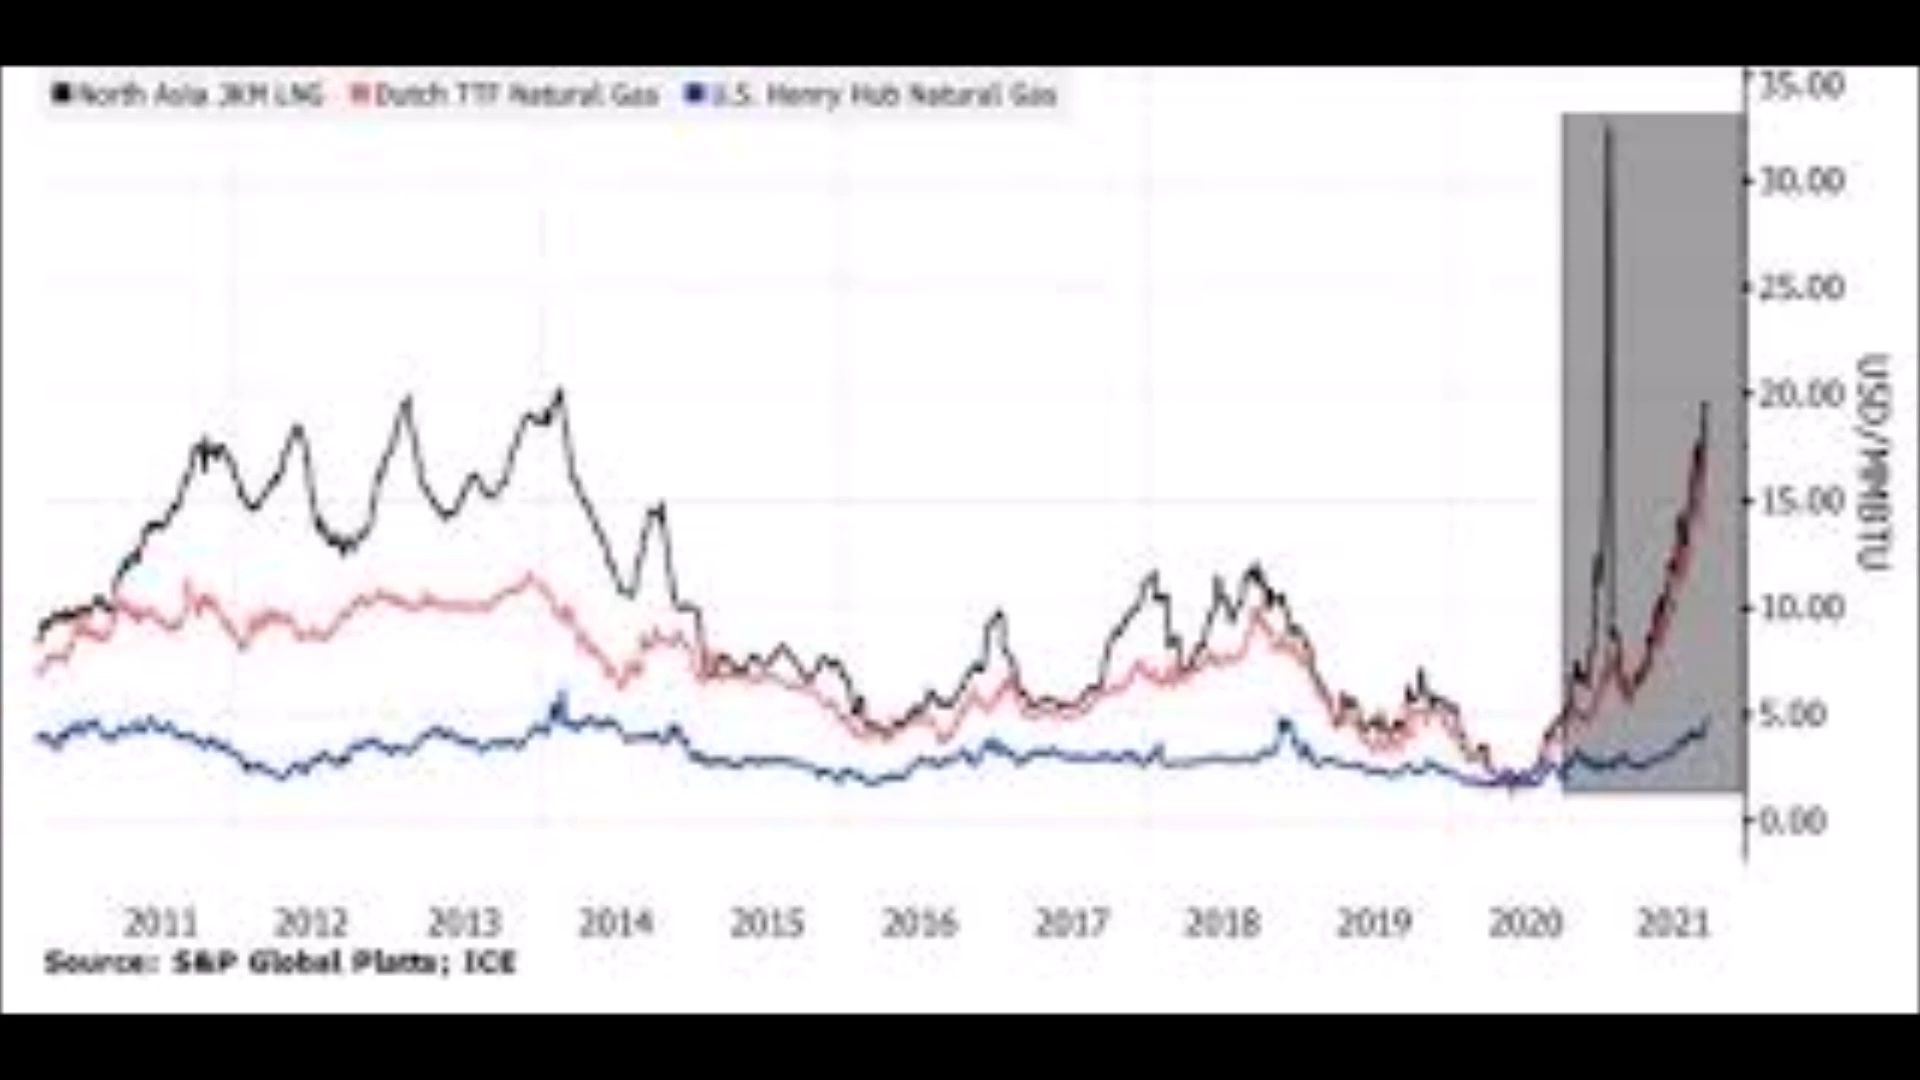 North Asia JKM LNG Dutch TTF Natural Gas U.S. Henry Hub Natural Gas
35.00
30.00
25.00
20.00
15.00
10.00
5.00
0.00
USD/MMBTU
2011 2012 2013 2014 2015 2016 2017 2018 2019 2020 2021
Source: S&P Global Platts; ICE